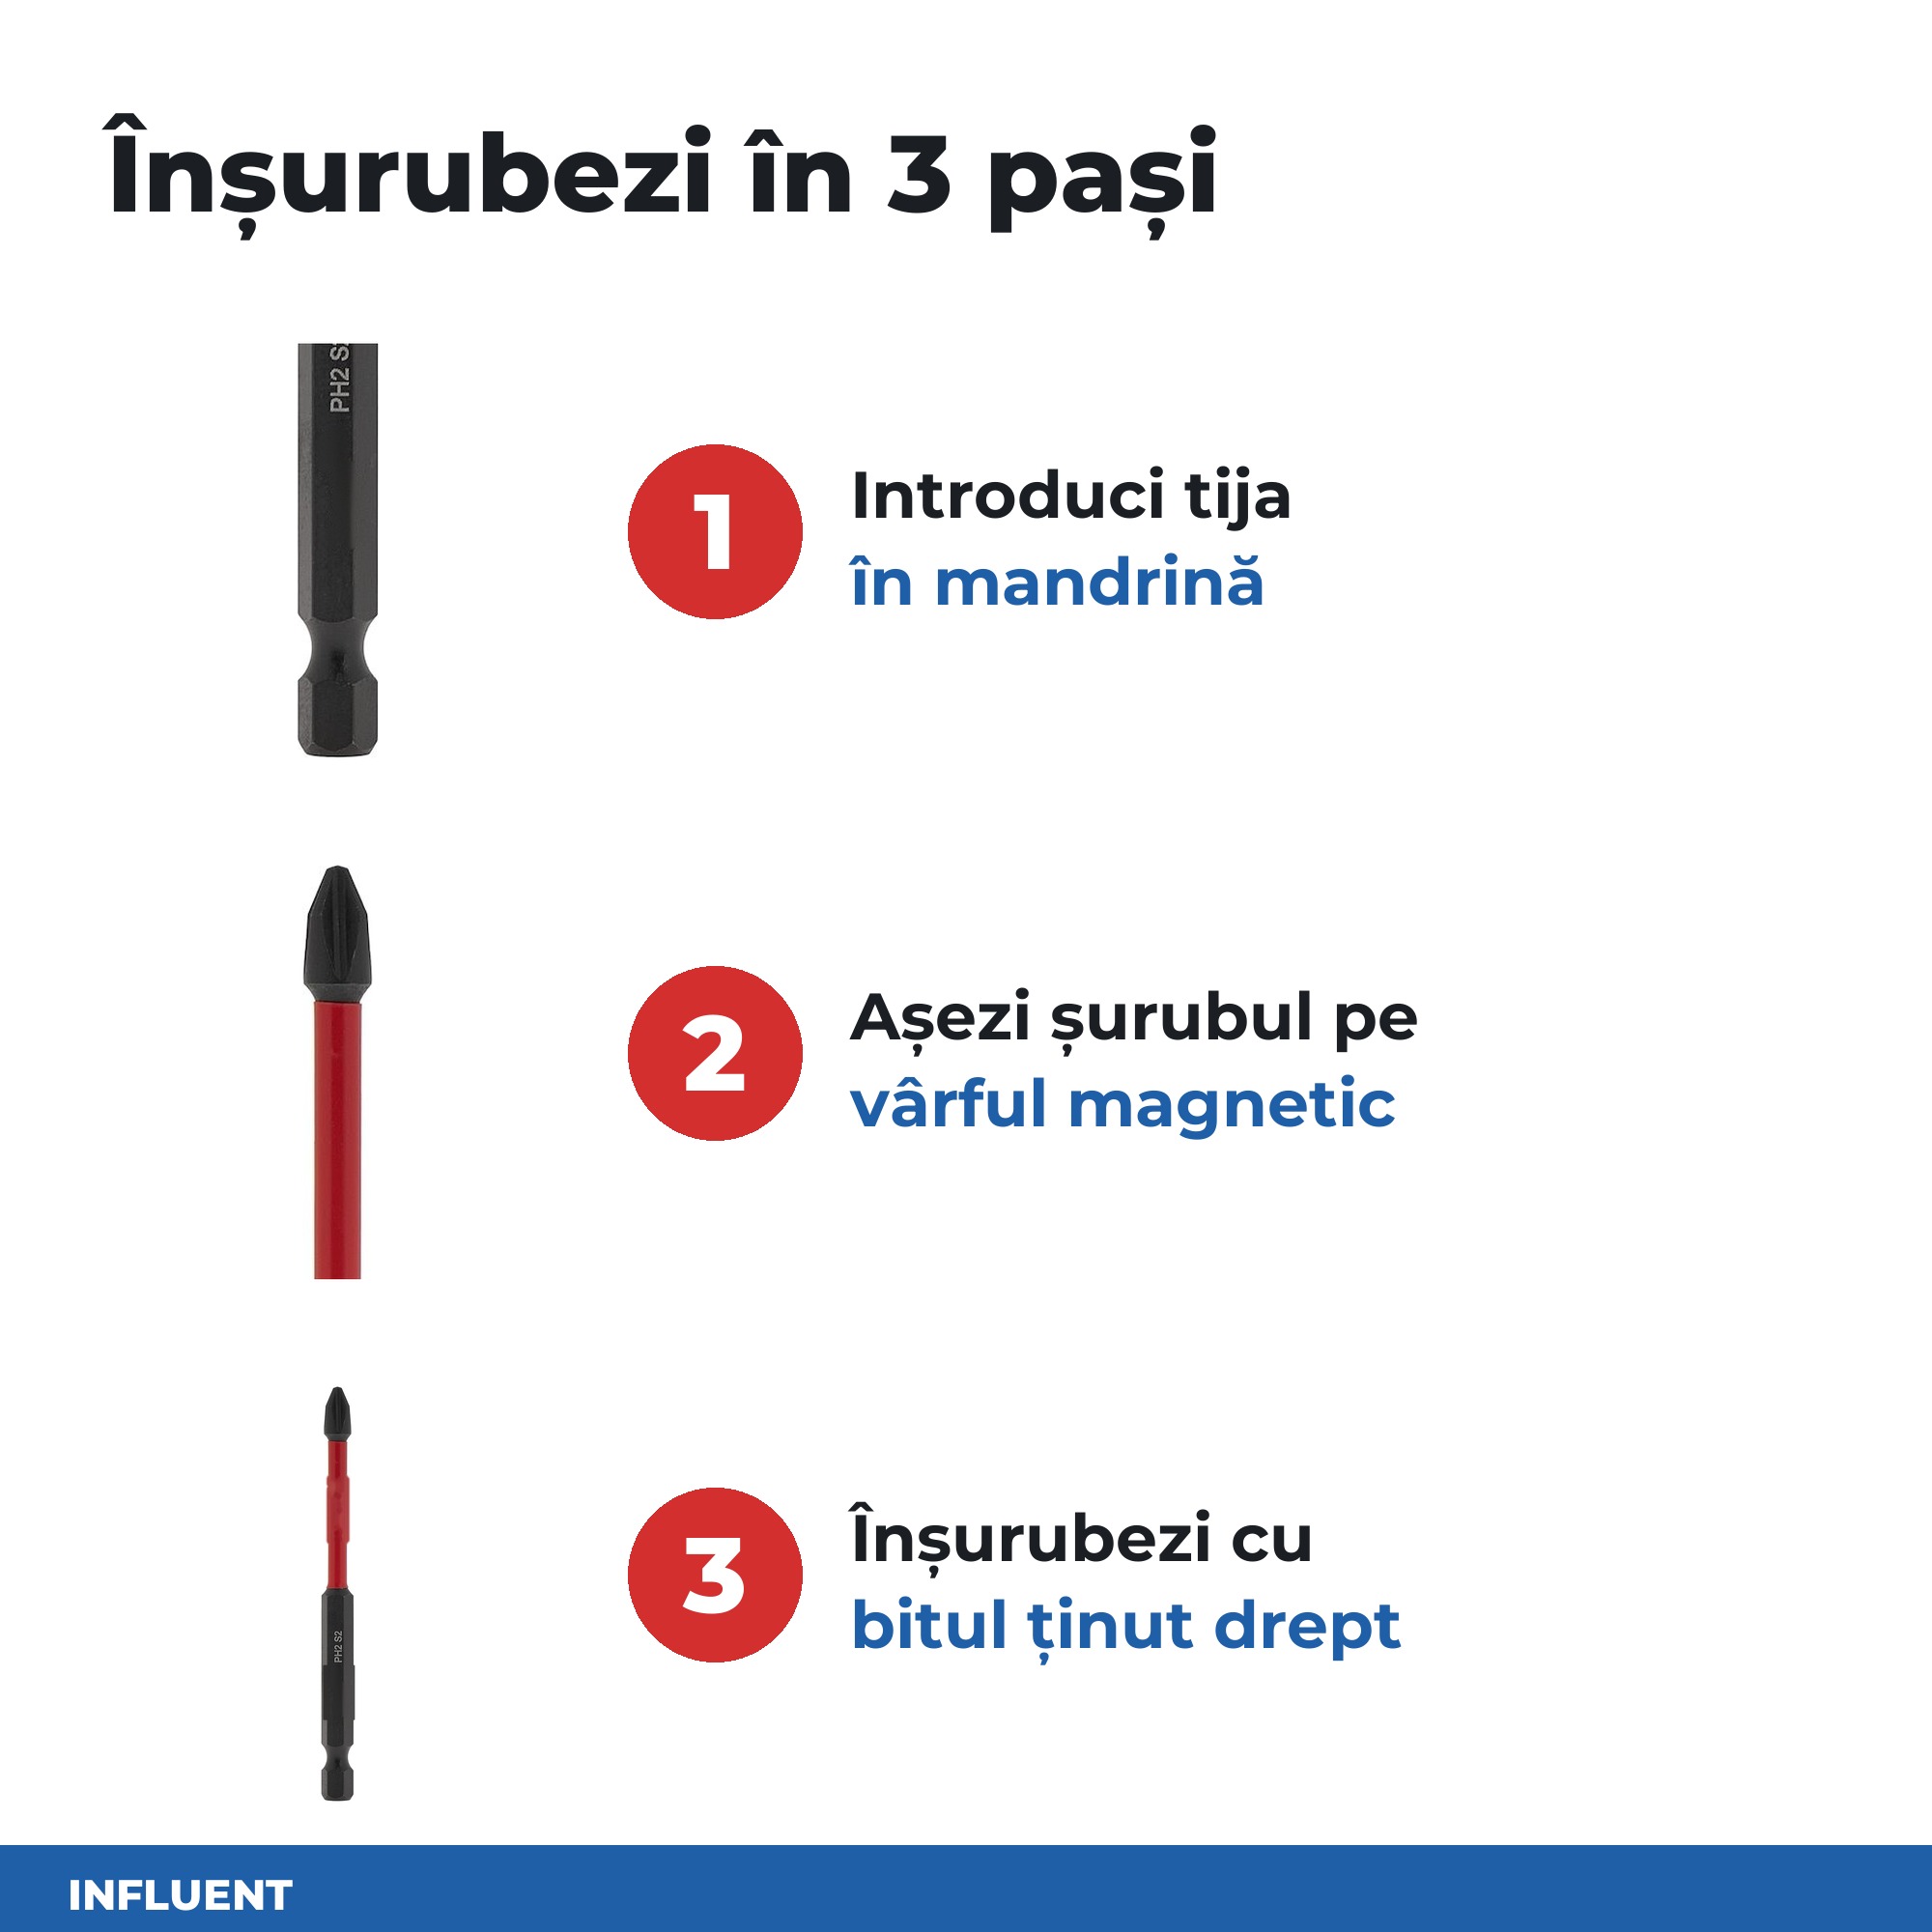 Înșurubezi în 3 pași
PH2 S2
1
Introduci tija
în mandrină
2
Așezi șurubul pe
vârful magnetic
3
Înșurubezi cu
bitul ținut drept
PH2 S2
INFLUENT